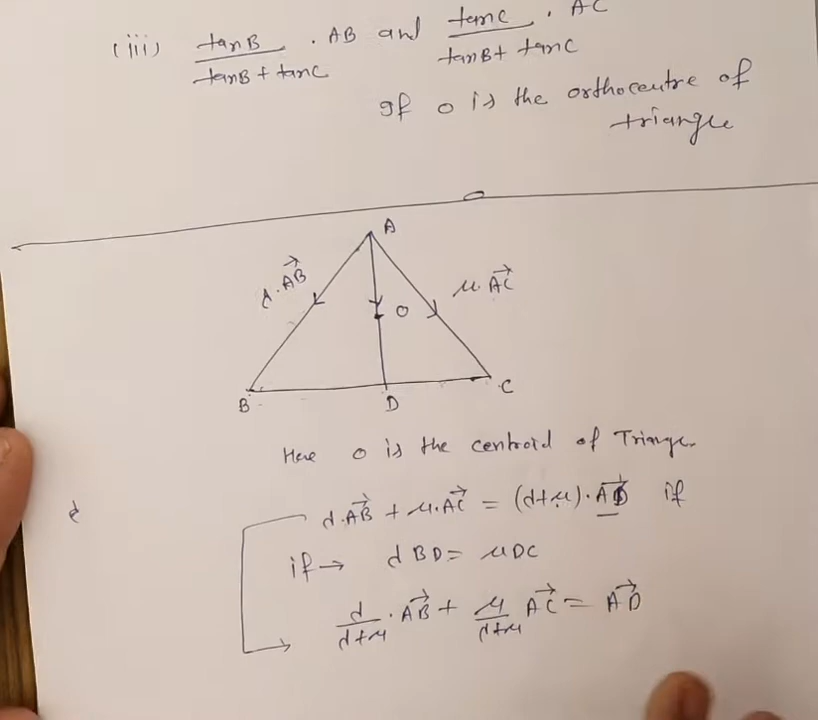 (iii) tanB / tanB + tanC . AB and tanC / tanB + tanC . AC
If O is the orthocentre of
triangle
A
λ.AB→
μ.AC→
O
B
D
C
Here O is the centroid of Triange.
λ.AB→ + μ.AC→ = (λ+μ).AD→ if
if → λBD = μDC
λ/λ+μ . AB→ + μ/λ+μ AC→ = AD→